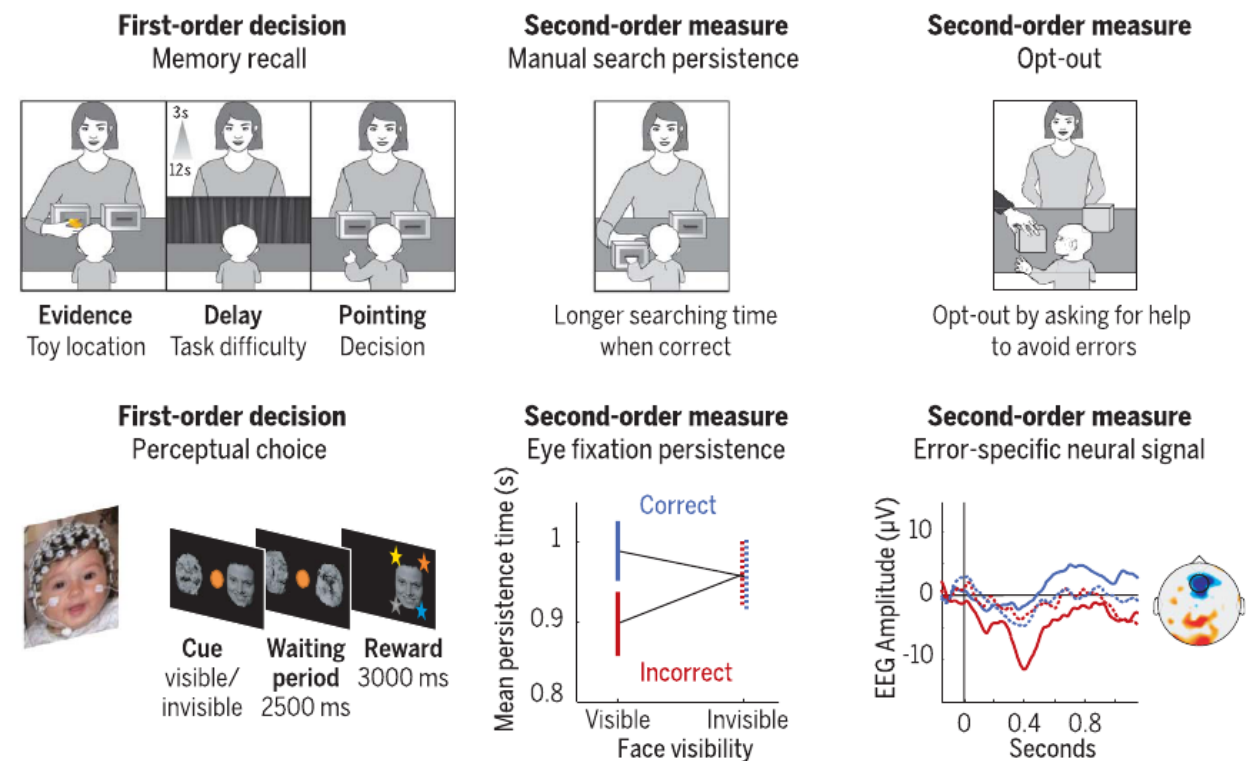 First-order decision
Memory recall
3s
12s
Evidence
Toy location
Delay
Task difficulty
Pointing
Decision
Second-order measure
Manual search persistence
Longer searching time
when correct
Second-order measure
Opt-out
Opt-out by asking for help
to avoid errors
First-order decision
Perceptual choice
Cue
visible/
invisible
Waiting
period
2500 ms
Reward
3000 ms
Second-order measure
Eye fixation persistence
Mean persistence time (s)
1
0.9
0.8
Correct
Incorrect
Visible
Invisible
Face visibility
Second-order measure
Error-specific neural signal
EEG Amplitude (µV)
10
0
-10
0
0.4
0.8
Seconds